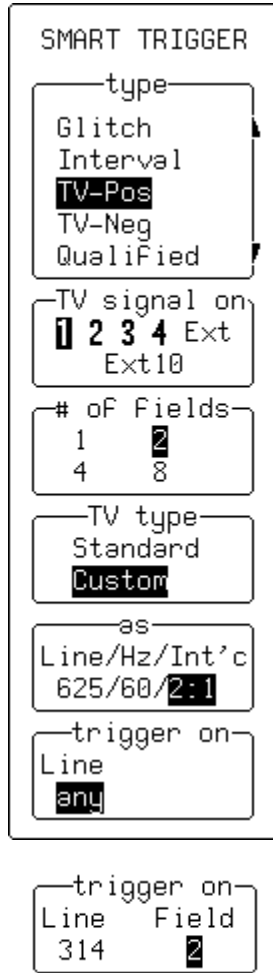 SMART TRIGGER
type
Glitch
Interval
TV-Pos
TV-Neg
Qualified
TV signal on
1 2 3 4 Ext
Ext10
# of fields
1 2
4 8
TV type
Standard
Custom
as
Line/Hz/Int'c
625/60/2:1
trigger on
Line
any
trigger on
Line Field
314 2